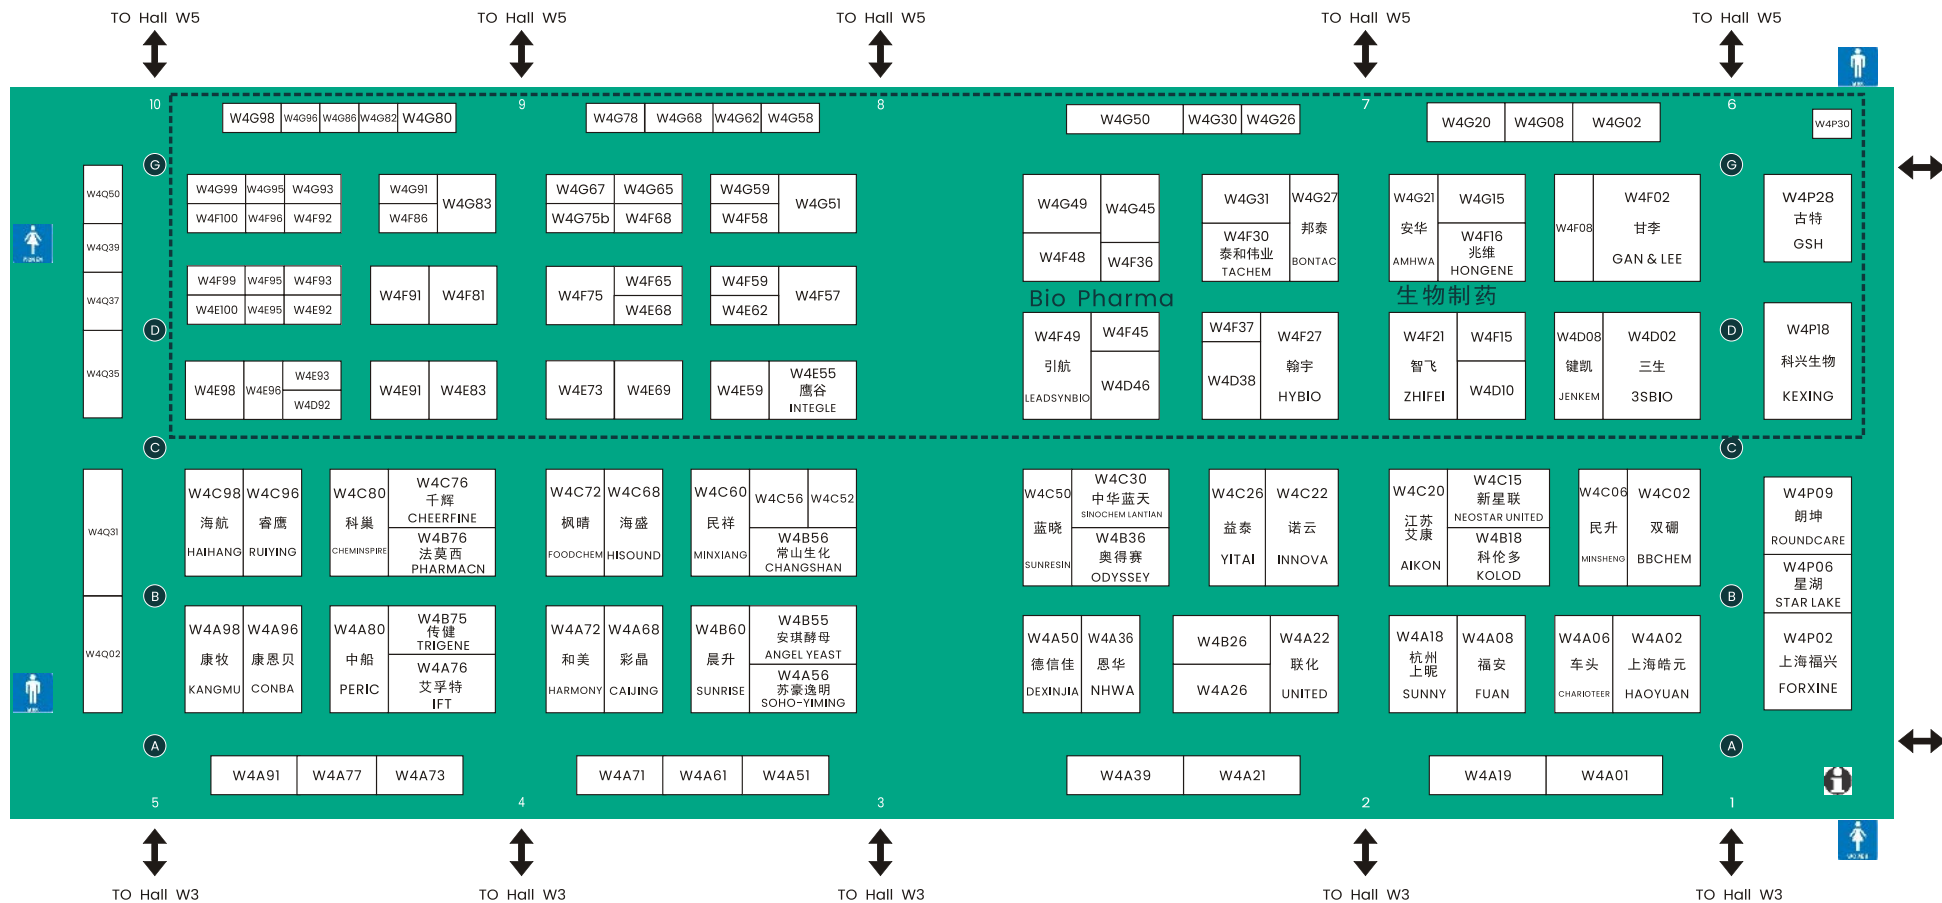 TO Hall W5
TO Hall W5
TO Hall W5
TO Hall W5
TO Hall W5
10
9
8
7
6
W4G98
W4G96
W4G86
W4G82
W4G80
W4G78
W4G68
W4G62
W4G58
W4G50
W4G30
W4G26
W4G20
W4G08
W4G02
W4P30
G
G
W4Q50
W4Q39
W4Q37
W4Q35
W4G99
W4G95
W4G93
W4F100
W4F96
W4F92
W4G91
W4F86
W4G83
W4G67
W4G65
W4G75b
W4F68
W4G59
W4F58
W4G51
W4G49
W4G45
W4F48
W4F36
W4G31
W4F30
泰和伟业
TACHEM
W4G27
邦泰
BONTAC
W4G21
安华
AMHWA
W4G15
W4F16
兆维
HONGENE
W4F08
W4F02
甘李
GAN & LEE
W4P28
古特
GSH
W4F99
W4F95
W4F93
W4E100
W4E95
W4E92
W4F91
W4F81
W4F75
W4F65
W4E68
W4F59
W4E62
W4F57
Bio Pharma
生物制药
D
D
W4F49
引航
LEADSYNBIO
W4F45
W4D46
W4F37
W4D38
W4F27
翰宇
HYBIO
W4F21
智飞
ZHIFEI
W4F15
W4D10
W4D08
键凯
JENKEM
W4D02
三生
3SBIO
W4P18
科兴生物
KEXING
W4E98
W4E96
W4E93
W4D92
W4E91
W4E83
W4E73
W4E69
W4E59
W4E55
鹰谷
INTEGLE
C
C
W4Q31
W4Q02
W4C98
海航
HAIHANG
W4C96
睿鹰
RUIYING
W4C80
科巢
CHEMINSPIRE
W4C76
千辉
CHEERFINE
W4B76
法莫西
PHARMACN
W4C72
枫晴
FOODCHEM
W4C68
海盛
HISOUND
W4C60
民祥
MINXIANG
W4C56
W4C52
W4B56
常山生化
CHANGSHAN
W4C50
蓝晓
SUNRESIN
W4C30
中华蓝天
SINOCHEM LANTIAN
W4B36
奥得赛
ODYSSEY
W4C26
益泰
YITAI
W4C22
诺云
INNOVA
W4C20
江苏
艾康
AIKON
W4C15
新星联
NEOSTAR UNITED
W4B18
科伦多
KOLOD
W4C06
民升
MINSHENG
W4C02
双硼
BBCHEM
W4P09
朗坤
ROUNDCARE
W4P06
星湖
STAR LAKE
W4P02
上海福兴
FORXINE
B
B
W4A98
康牧
KANGMU
W4A96
康恩贝
CONBA
W4A80
中船
PERIC
W4B75
传健
TRIGENE
W4A76
艾孚特
IFT
W4A72
和美
HARMONY
W4A68
彩晶
CAIJING
W4B60
晨升
SUNRISE
W4B55
安琪酵母
ANGEL YEAST
W4A56
苏豪逸明
SOHO-YIMING
W4A50
德信佳
DEXINJIA
W4A36
恩华
NHWA
W4B26
W4A26
W4A22
联化
UNITED
W4A18
杭州
上昵
SUNNY
W4A08
福安
FUAN
W4A06
车头
CHARIOTEER
W4A02
上海皓元
HAOYUAN
A
A
W4A91
W4A77
W4A73
W4A71
W4A61
W4A51
W4A39
W4A21
W4A19
W4A01
5
4
3
2
1
TO Hall W3
TO Hall W3
TO Hall W3
TO Hall W3
TO Hall W3